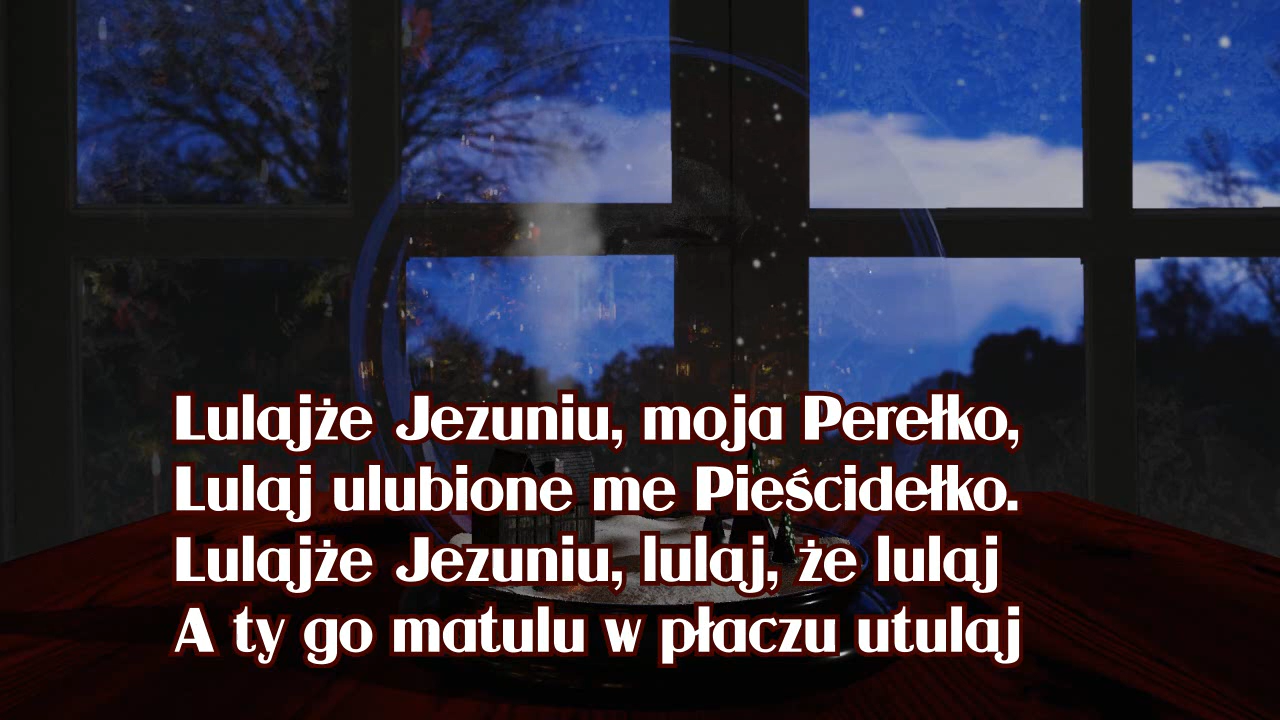 Lulajże Jezuniu, moja Perełko,
Lulaj ulubione me Pieścidełko.
Lulajże Jezuniu, lulaj, że lulaj
A ty go matulu w płaczu utulaj